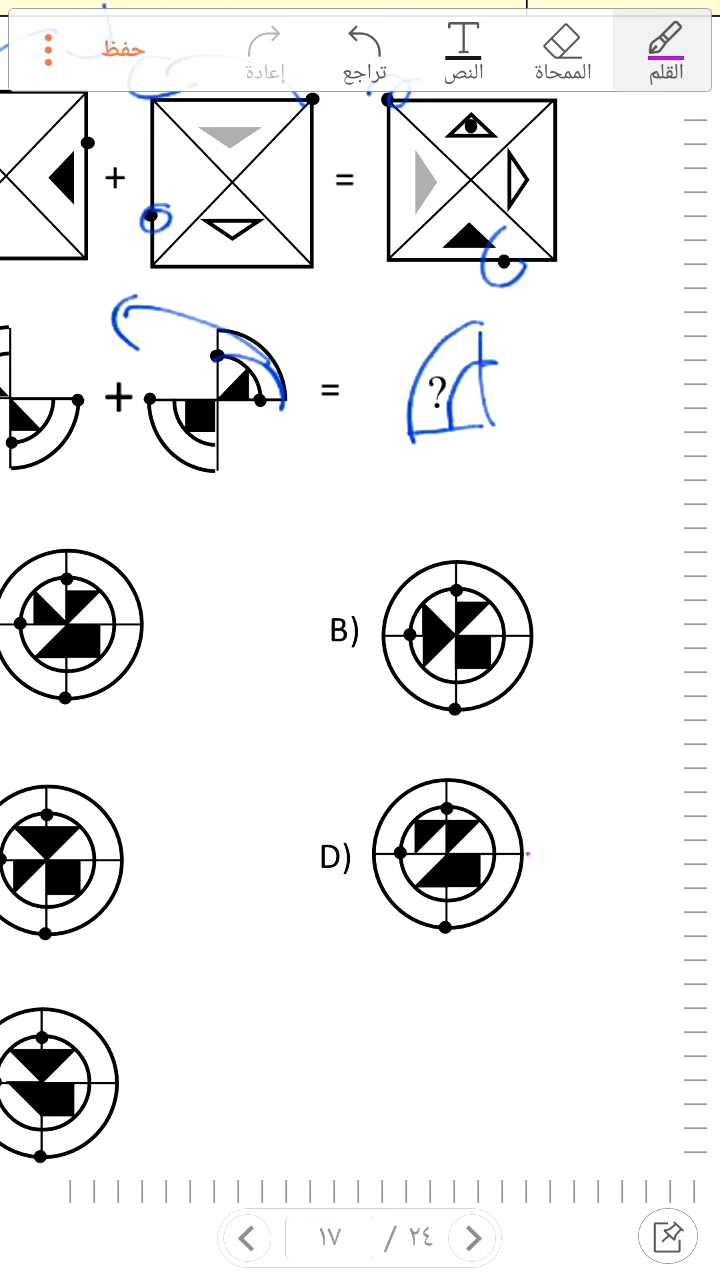 حفظ
إعادة
تراجع
النص
الممحاة
القلم
+ =
+ = ?
B)
D)
١٧ / ٢٤